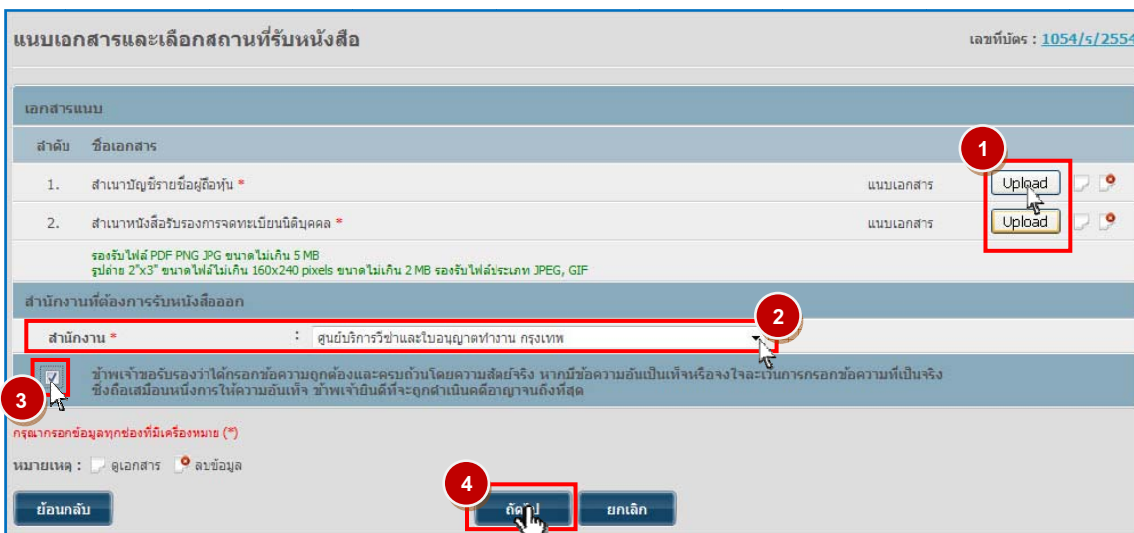 แนบเอกสารและเลือกสถานที่รับหนังสือ
เลขที่บัตร : 1054/ร/2554
เอกสารแนบ
ลำดับ ชื่อเอกสาร
1
1. สำเนาบัญชีรายชื่อผู้ถือหุ้น * แนบเอกสาร Upload
2. สำเนาหนังสือรับรองการจดทะเบียนนิติบุคคล * แนบเอกสาร Upload
รองรับไฟล์ PDF PNG JPG ขนาดไม่เกิน 5 MB
รูปถ่าย 2"x3" ขนาดไฟล์ไม่เกิน 160x240 pixels ขนาดไม่เกิน 2 MB รองรับไฟล์ประเภท JPEG, GIF
สำนักงานที่ต้องการรับหนังสือออก
2
สำนักงาน * : ศูนย์บริการวีซ่าและใบอนุญาตทำงาน กรุงเทพ
ข้าพเจ้าขอรับรองว่าได้กรอกข้อความถูกต้องและครบถ้วนโดยความสัตย์จริง หากมีข้อความอันเป็นเท็จหรือจงใจละเว้นการกรอกข้อความที่เป็นจริง
3
ซึ่งถือเสมือนหนึ่งการให้ความอันเท็จ ข้าพเจ้ายินดีที่จะถูกดำเนินคดีอาญาจนถึงที่สุด
กรุณากรอกข้อมูลทุกช่องที่มีเครื่องหมาย (*)
หมายเหตุ : ดูเอกสาร ลบข้อมูล
4
ย้อนกลับ ถัดไป ยกเลิก